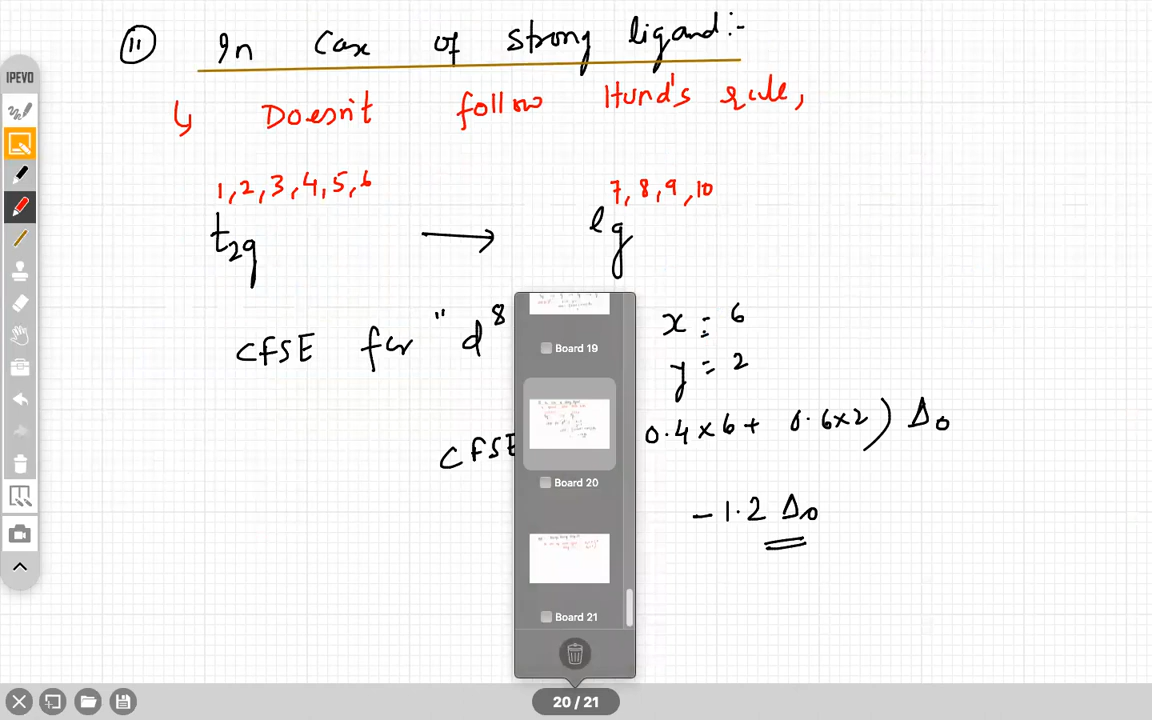 IPEVO
(11) In Case of strong ligand:-
↳ Doesn't follow Hund's rule,
1,2,3,4,5,6 7,8,9,10
t2g → eg
CFSE for "d8 x = 6
y = 2
CFSE 0.4×6+ 0.6×2) Δo
-1.2 Δo
Board 19
Board 20
Board 21
20 / 21